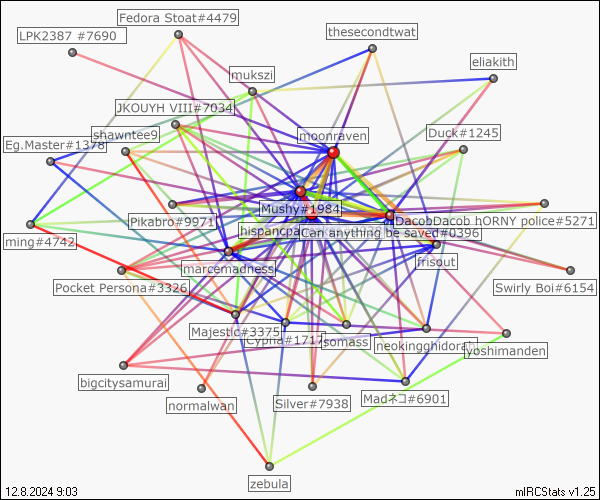 Fedora Stoat#4479
LPK2387 #7690
thesecondtwat
eliakith
mukszi
JKOUYH VIII#7034
shawntee9
moonraven
Duck#1245
Eg.Master#1378
Mushy#1984
Pikabro#9971
DacobDacob hORNY police#5271
ming#4742
hispancpa
Can anything be saved#0396
marcemadness
frisout
Pocket Persona#3326
Swirly Boi#6154
Majestic#3375
Cypria#1717
somass
neokingghidorah
yoshimanden
bigcitysamurai
normalwan
Silver#7938
Madネコ#6901
zebula
12.8.2024 9:03
mIRCStats v1.25